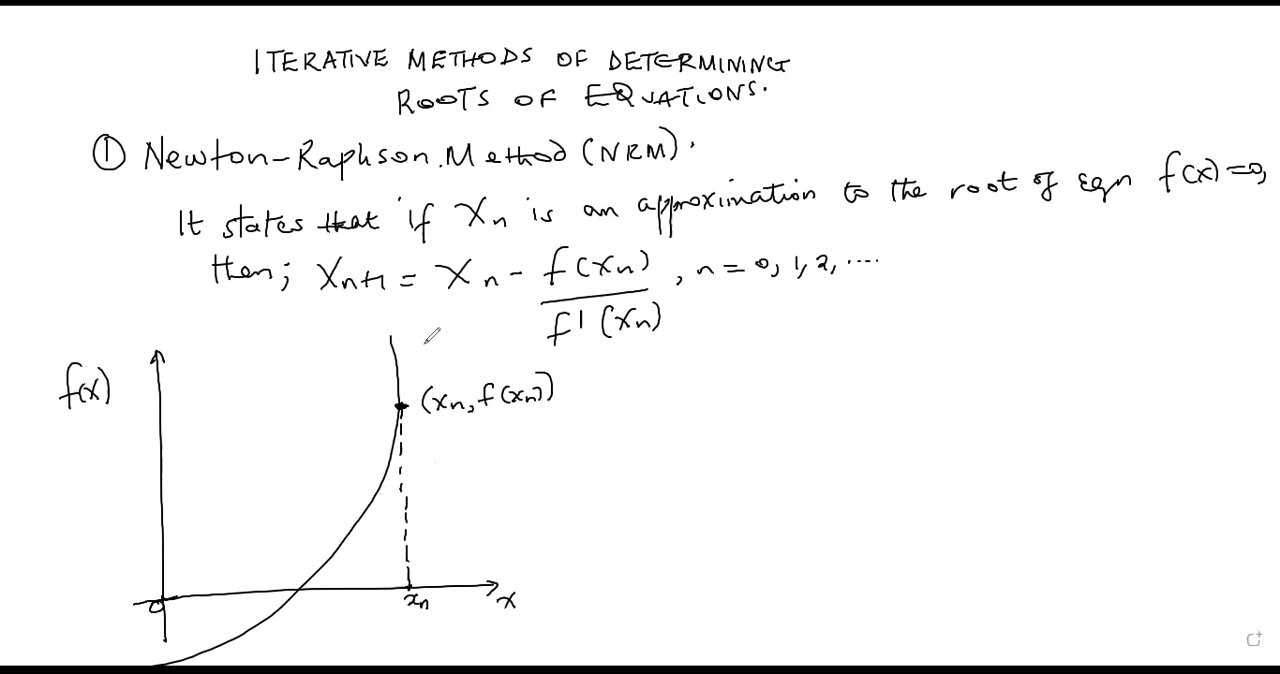 ITERATIVE METHODS OF DETERMINING
ROOTS OF EQUATIONS.
① Newton-Raphson Method (NRM).
It states that if Xn is an approximation to the root of eqn f(x)=0,
then; Xn+1 = Xn - f(xn)/f'(xn), n = 0, 1, 2, ....
f(x)
(xn, f(xn))
0
xn
x